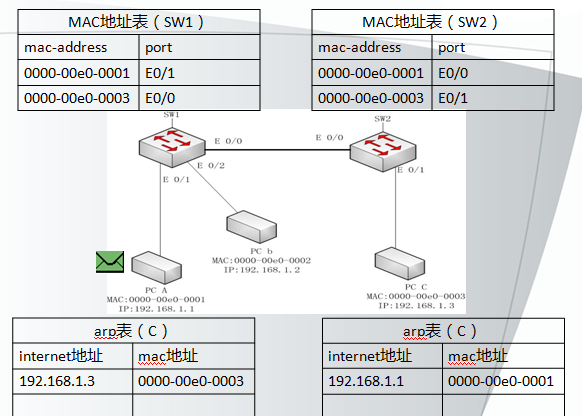 MAC地址表（SW1）
mac-address port
0000-00e0-0001 E0/1
0000-00e0-0003 E0/0
MAC地址表（SW2）
mac-address port
0000-00e0-0001 E0/0
0000-00e0-0003 E0/1
SW1
SW2
E 0/0
E 0/0
E 0/2
E 0/1
E 0/1
PC b
MAC:0000-00e0-0002
IP:192.168.1.2
PC A
MAC:0000-00e0-0001
IP:192.168.1.1
PC C
MAC:0000-00e0-0003
IP:192.168.1.3
arp表（C）
internet地址 mac地址
192.168.1.3 0000-00e0-0003
arp表（C）
internet地址 mac地址
192.168.1.1 0000-00e0-0001